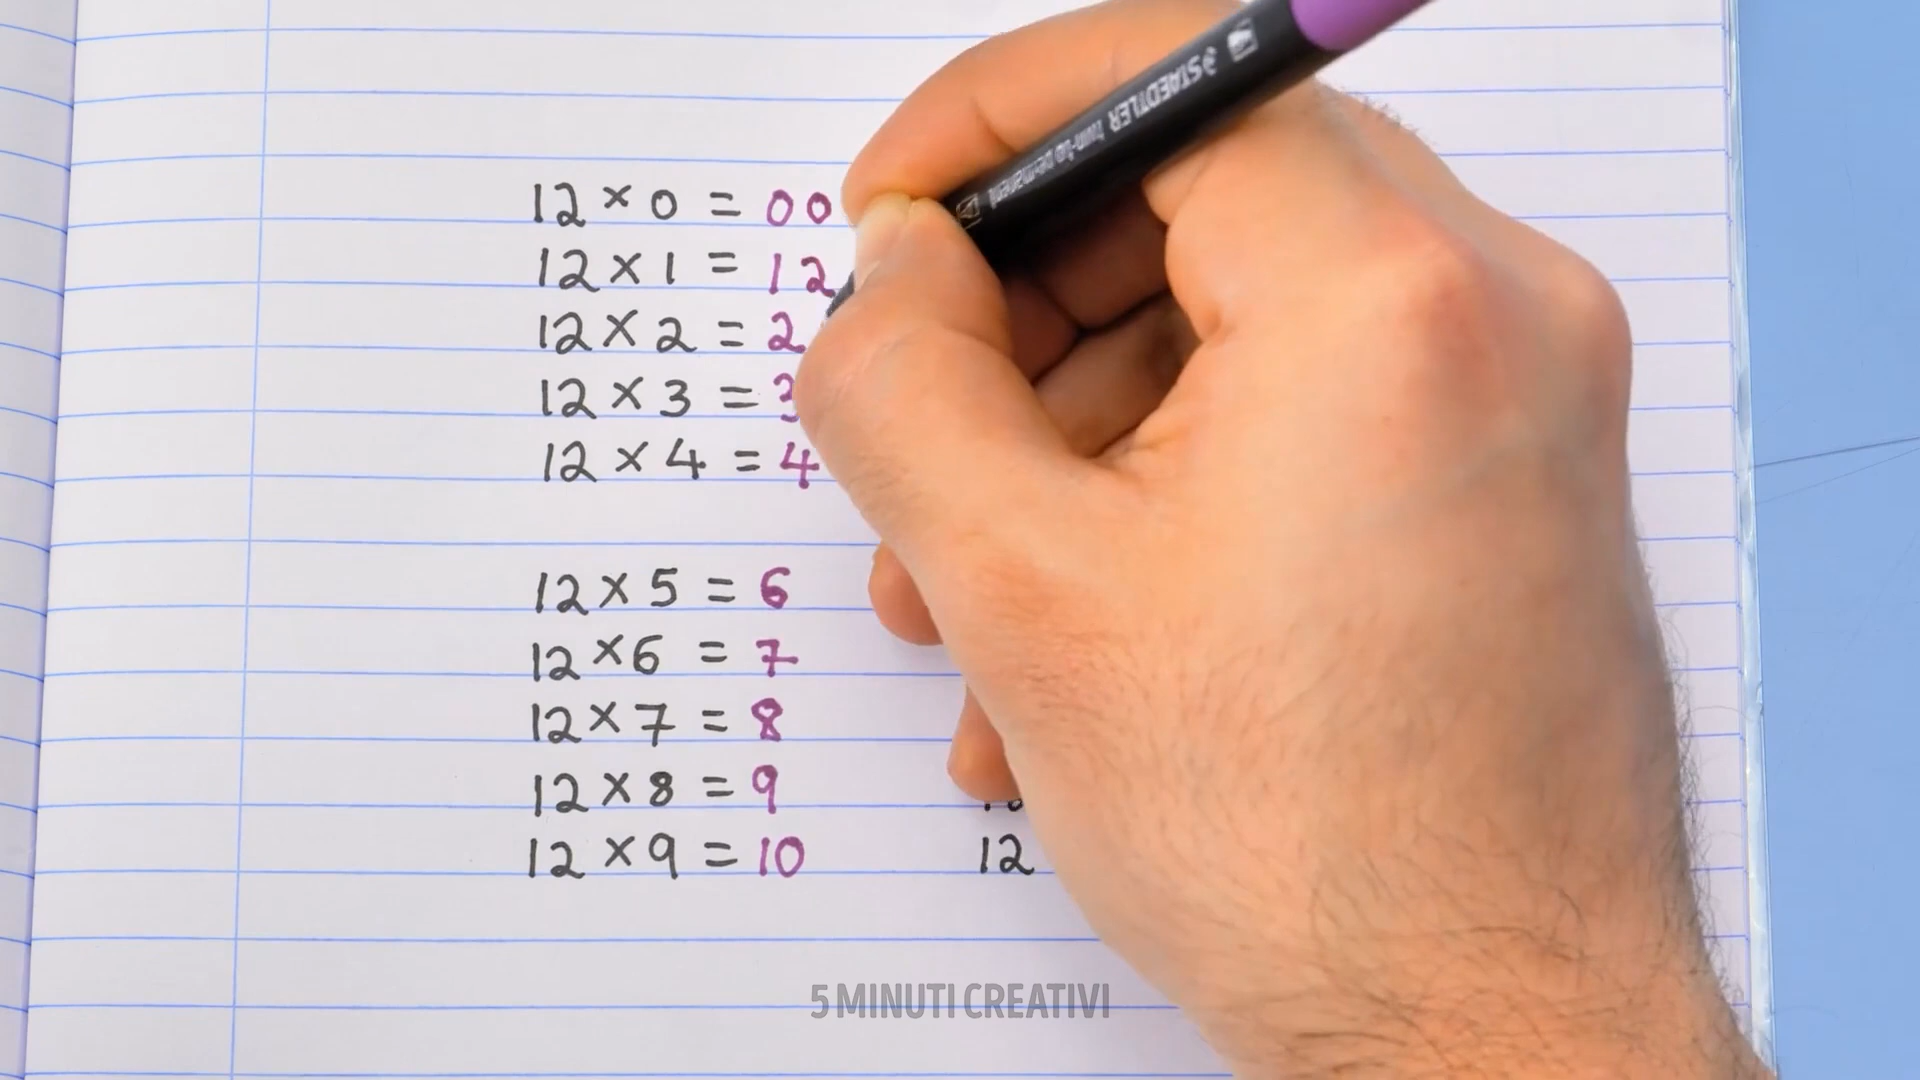 STAEDTLER
12 × 0 = 00
12 × 1 = 12
12 × 2 = 2
12 × 3 = 3
12 × 4 = 4
12 × 5 = 6
12 × 6 = 7
12 × 7 = 8
12 × 8 = 9
12 × 9 = 10
12
5 MINUTI CREATIVI